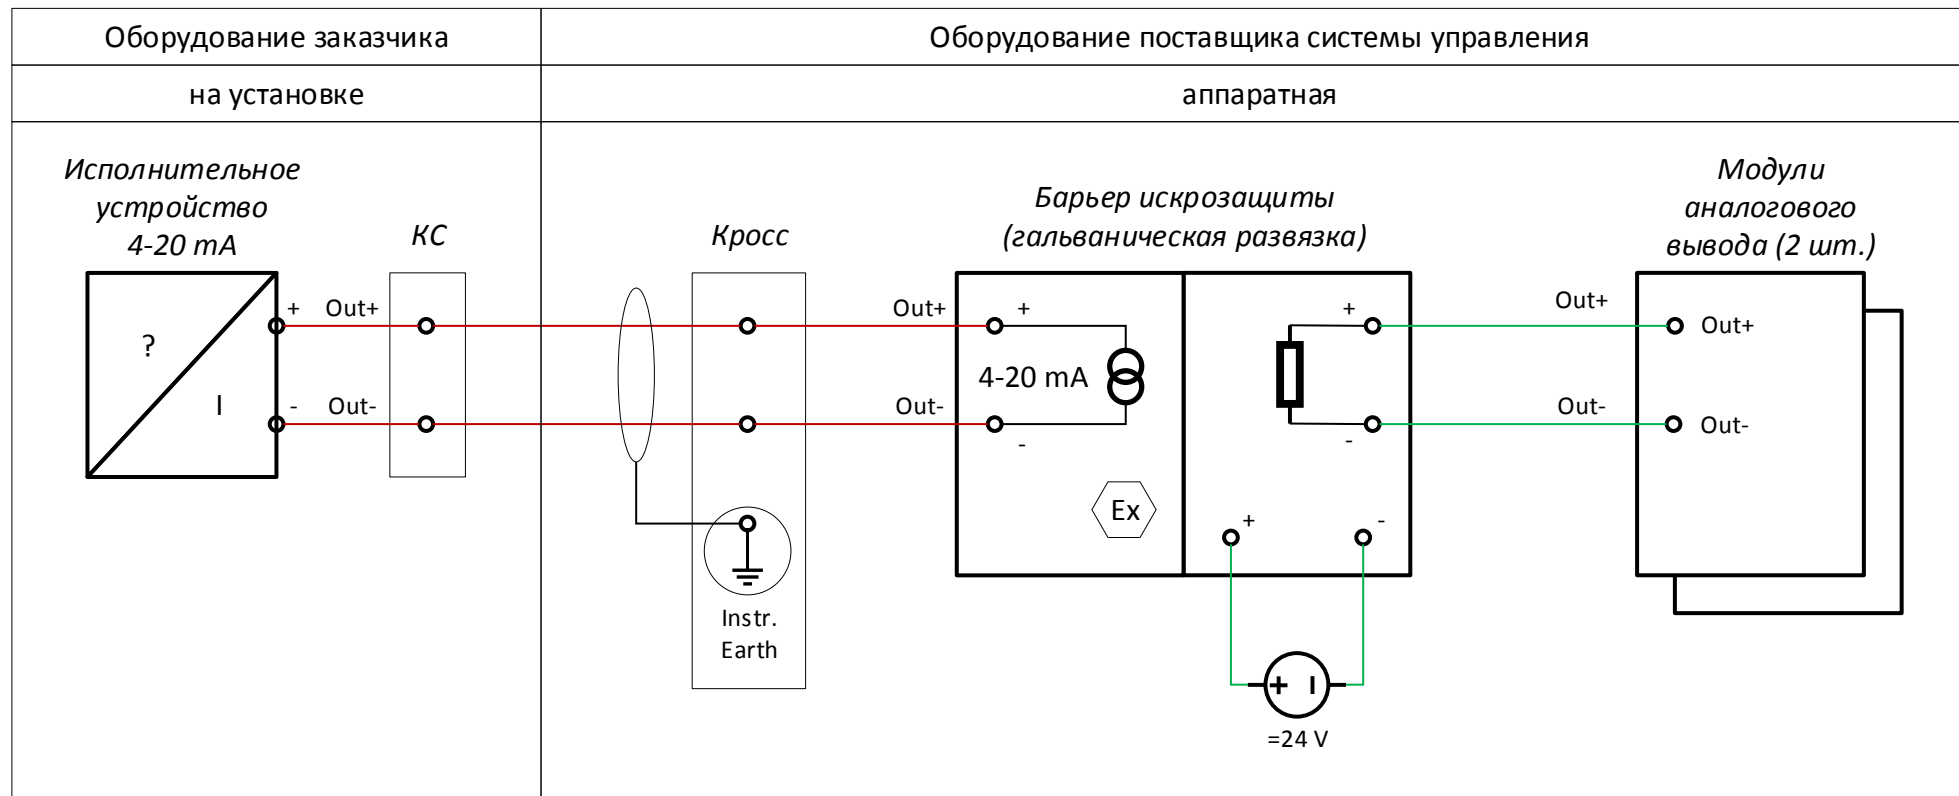 Оборудование заказчика
Оборудование поставщика системы управления
на установке
аппаратная
Исполнительное
устройство
4-20 mA
КС
Кросс
Барьер искрозащиты
(гальваническая развязка)
Модули
аналогового
вывода (2 шт.)
+ Out+
Out+
+
+
Out+
Out+
?
I
4-20 mA
- Out-
Out-
-
-
Out-
Out-
Ex
+
-
Instr.
Earth
=24 V